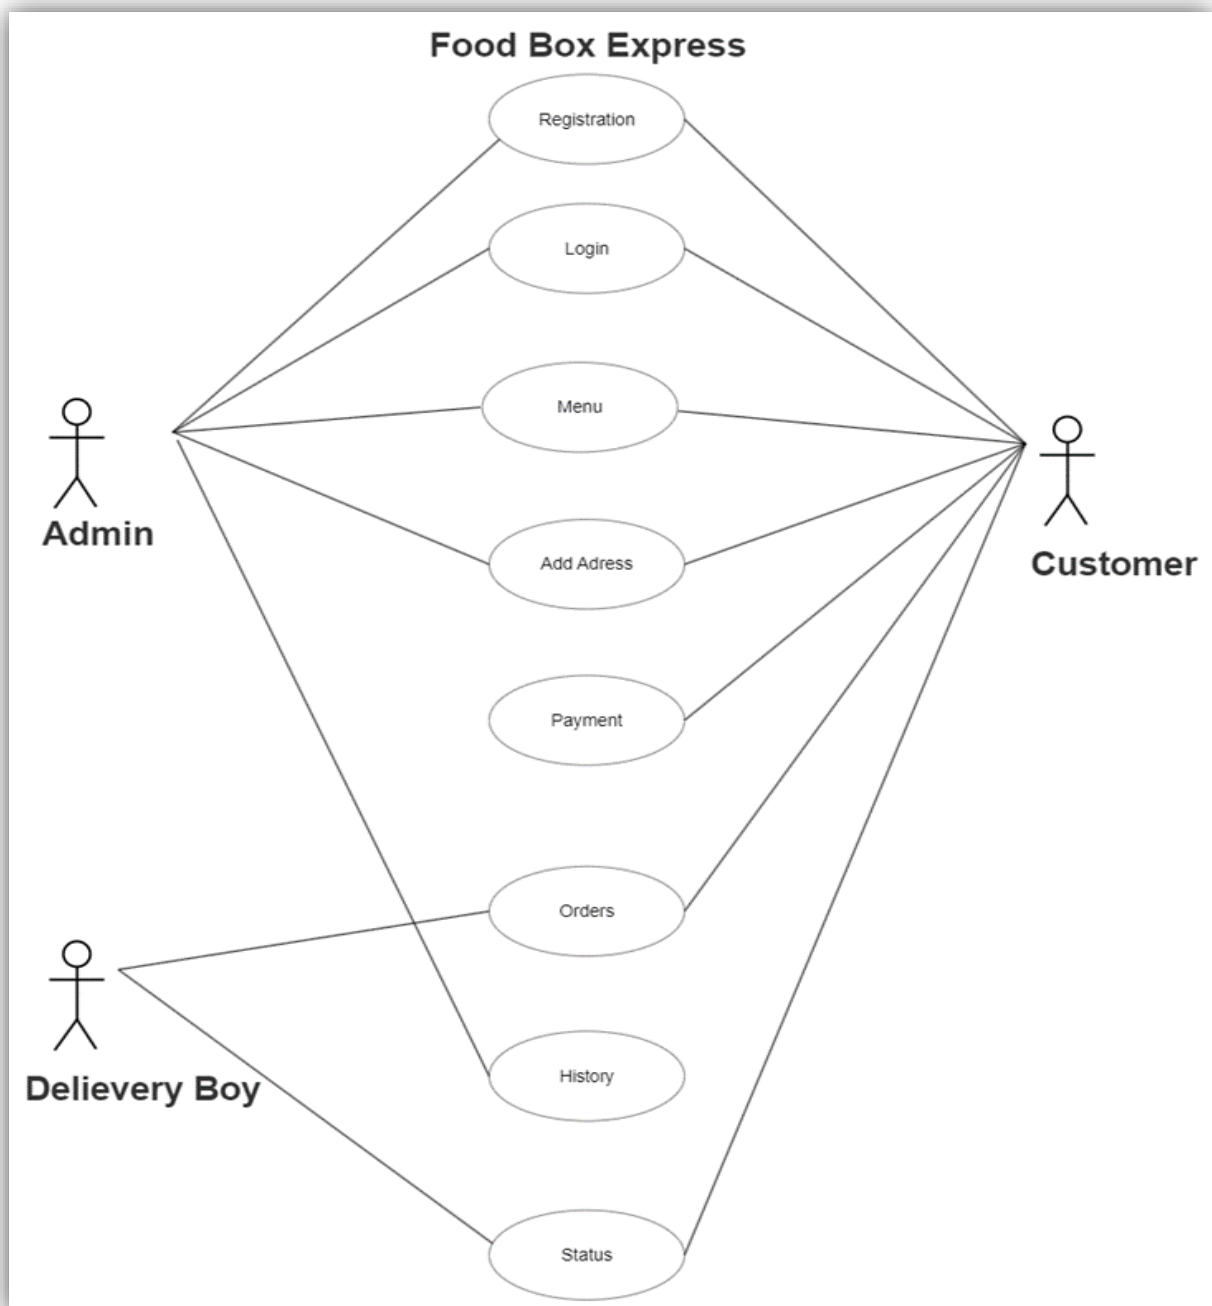 Food Box Express
Registration
Login
Menu
Admin
Add Adress
Customer
Payment
Orders
Delievery Boy
History
Status